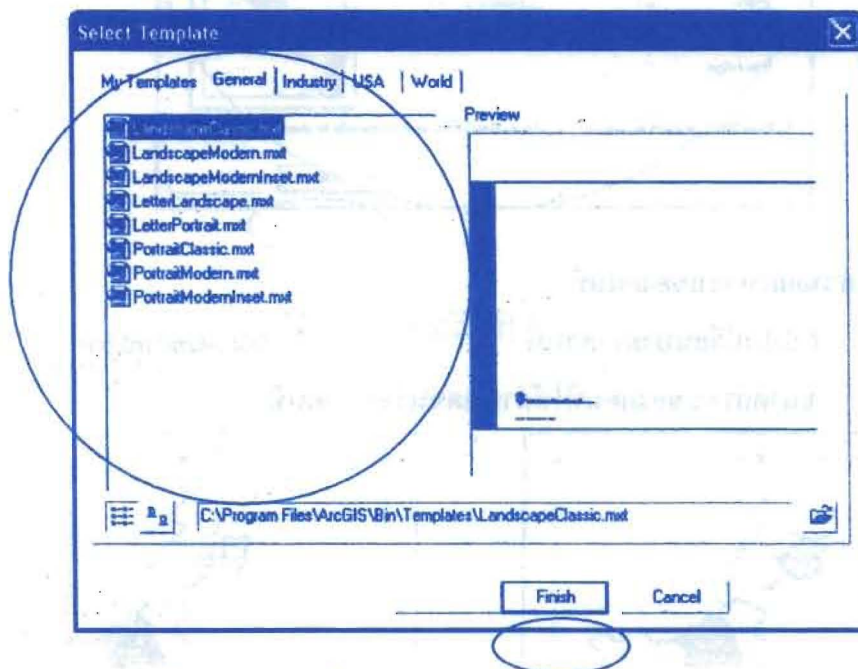 Select Template
My Templates General Industry USA World
Preview
LandscapeClassic.mxt
LandscapeModern.mxt
LandscapeModernInset.mxt
LetterLandscape.mxt
LetterPortrait.mxt
PortraitClassic.mxt
PortraitModern.mxt
PortraitModernInset.mxt
C:\Program Files\ArcGIS\Bin\Templates\LandscapeClassic.mxt
Finish Cancel